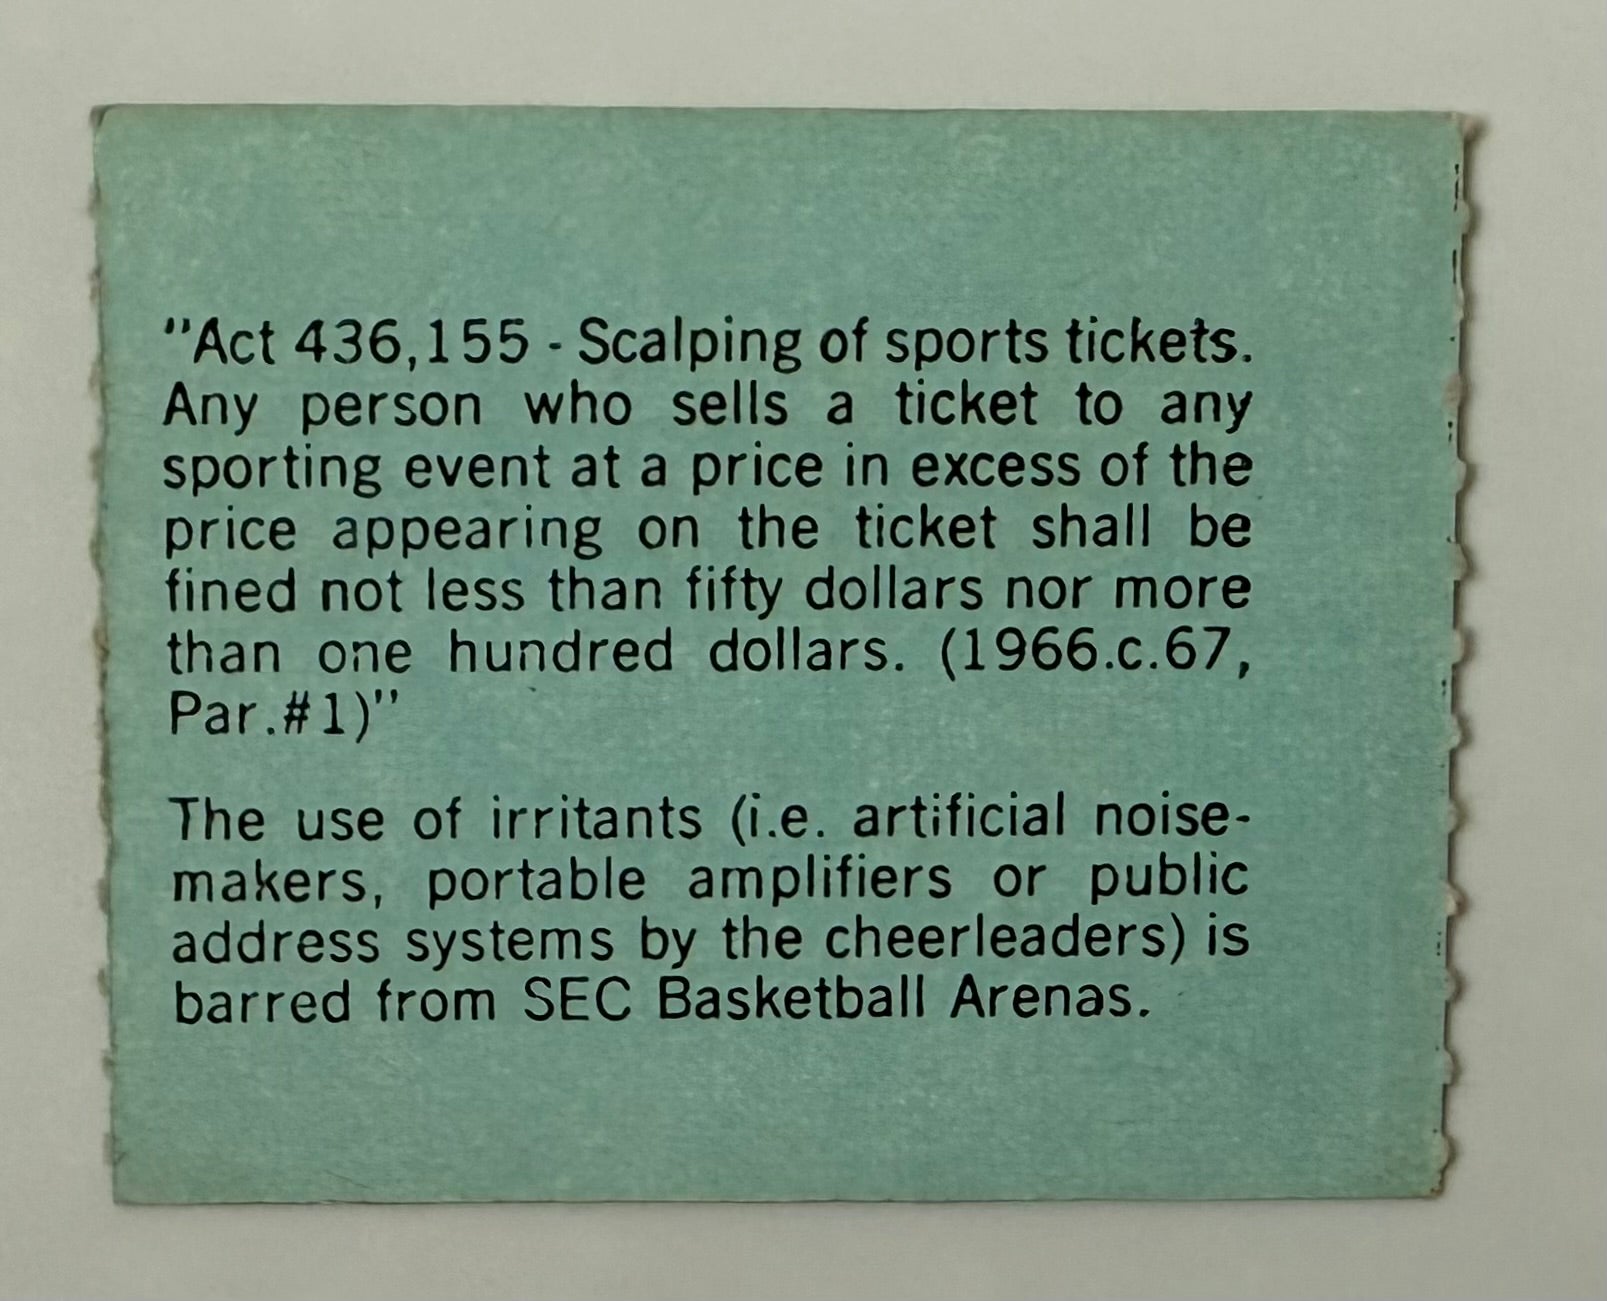 "Act 436,155 - Scalping of sports tickets.
Any person who sells a ticket to any
sporting event at a price in excess of the
price appearing on the ticket shall be
fined not less than fifty dollars nor more
than one hundred dollars. (1966.c.67,
Par.#1)"
The use of irritants (i.e. artificial noise-
makers, portable amplifiers or public
address systems by the cheerleaders) is
barred from SEC Basketball Arenas.